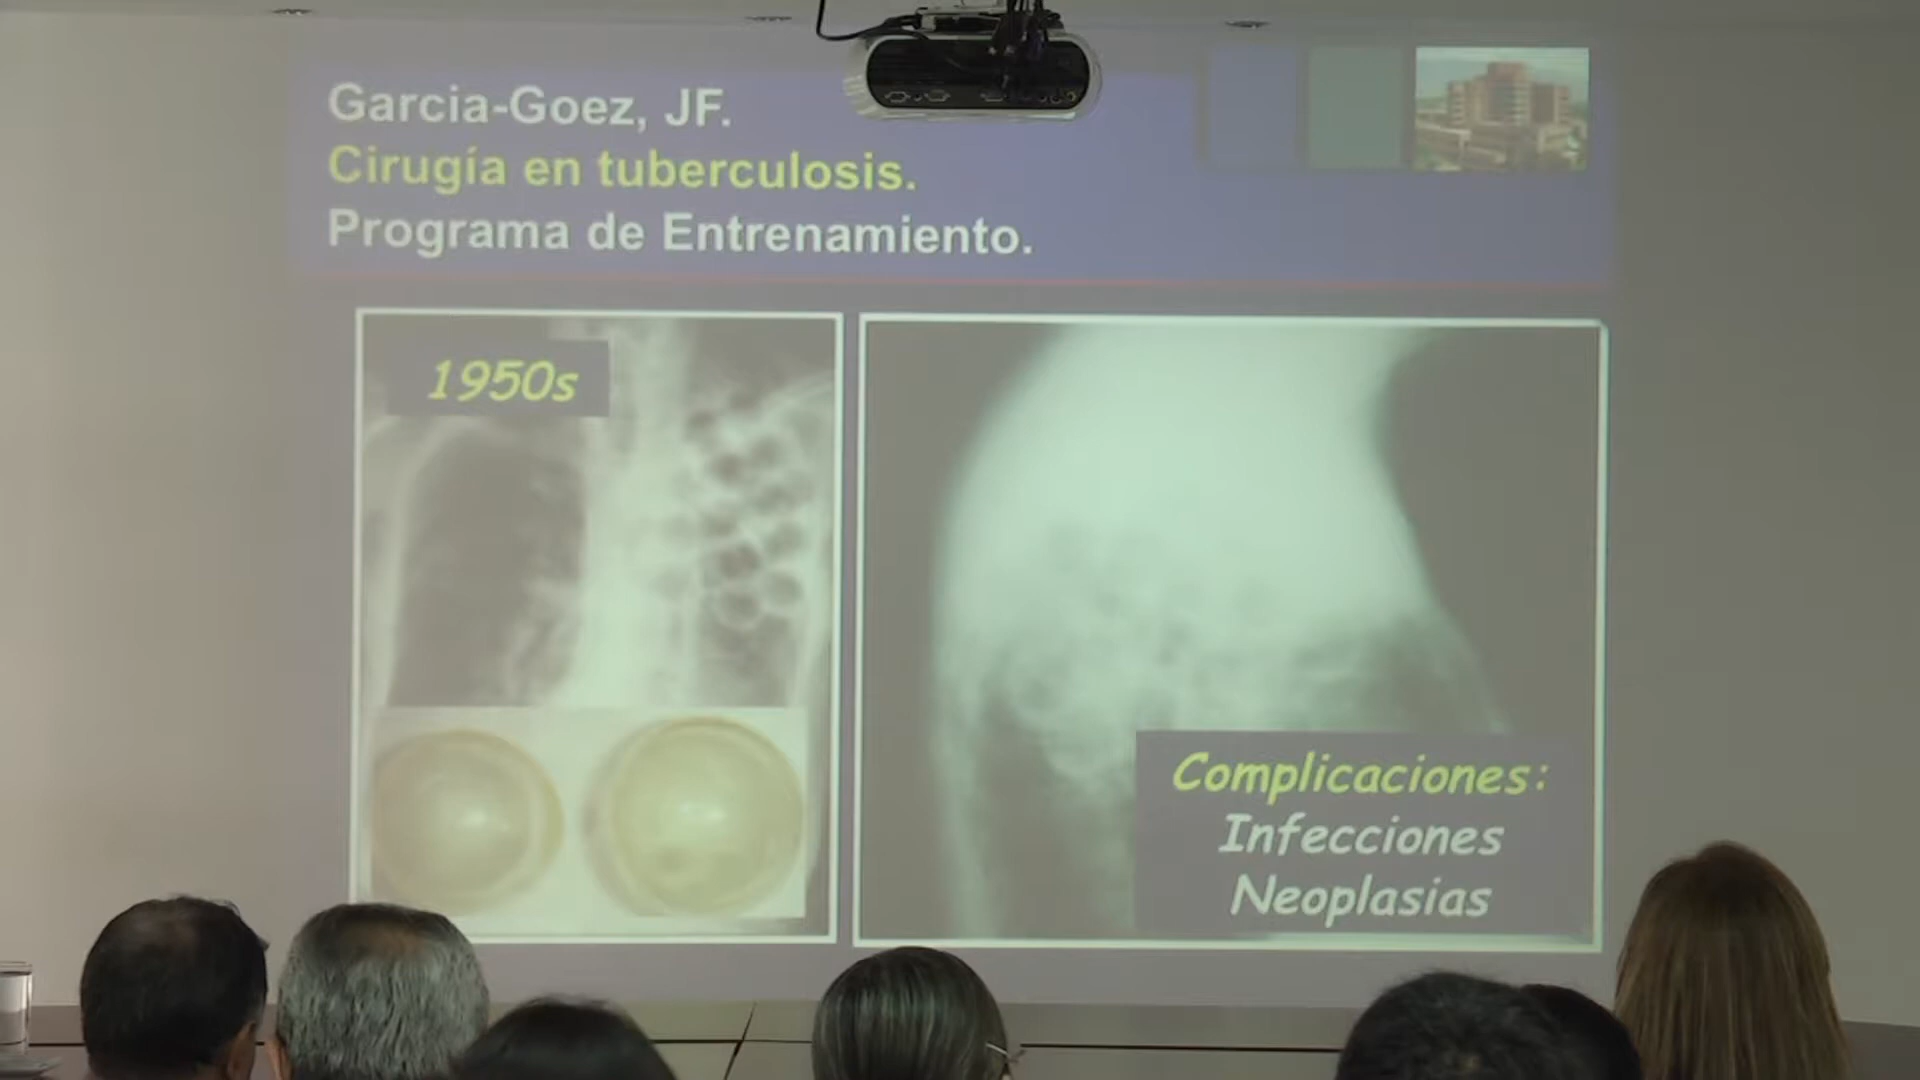 Garcia-Goez, JF.
Cirugía en tuberculosis.
Programa de Entrenamiento.
1950s
Complicaciones:
Infecciones
Neoplasias